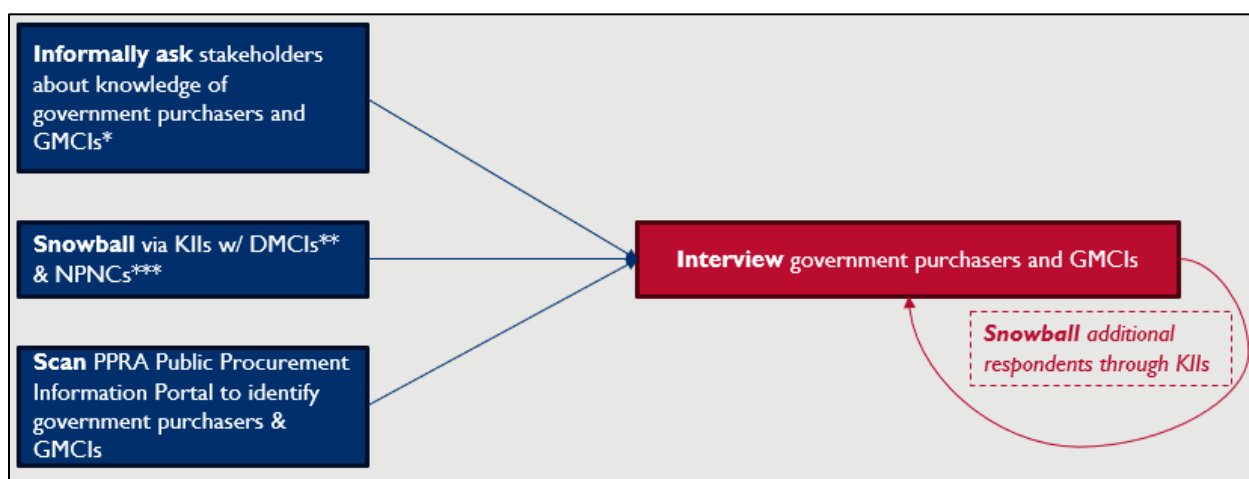 Informally ask stakeholders
about knowledge of
government purchasers and
GMCIs*
Snowball via KIIs w/ DMCIs**
& NPNCs***
Scan PPRA Public Procurement
Information Portal to identify
government purchasers &
GMCIs
Interview government purchasers and GMCIs
Snowball additional
respondents through KIIs